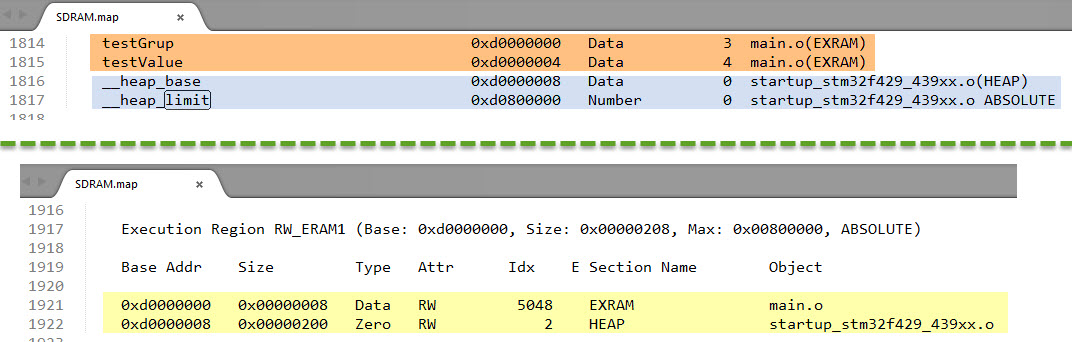 SDRAM.map ×
1814 testGrup 0xd0000000 Data 3 main.o(EXRAM)
1815 testValue 0xd0000004 Data 4 main.o(EXRAM)
1816 __heap_base 0xd0000008 Data 0 startup_stm32f429_439xx.o(HEAP)
1817 __heap_limit 0xd0800000 Number 0 startup_stm32f429_439xx.o ABSOLUTE
1818
SDRAM.map ×
1916
1917 Execution Region RW_ERAM1 (Base: 0xd0000000, Size: 0x00000208, Max: 0x00800000, ABSOLUTE)
1918
1919 Base Addr Size Type Attr Idx E Section Name Object
1920
1921 0xd0000000 0x00000008 Data RW 5048 EXRAM main.o
1922 0xd0000008 0x00000200 Zero RW 2 HEAP startup_stm32f429_439xx.o
1923